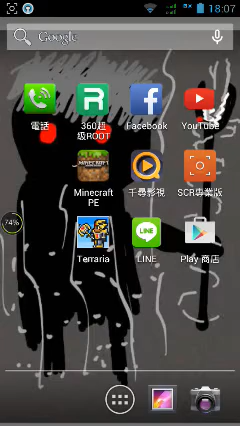 18:07
Google
電話
360超
級ROOT
Facebook
YouTube
Minecraft
PE
千尋影視
SCR專業版
74%
Terraria
LINE
Play 商店